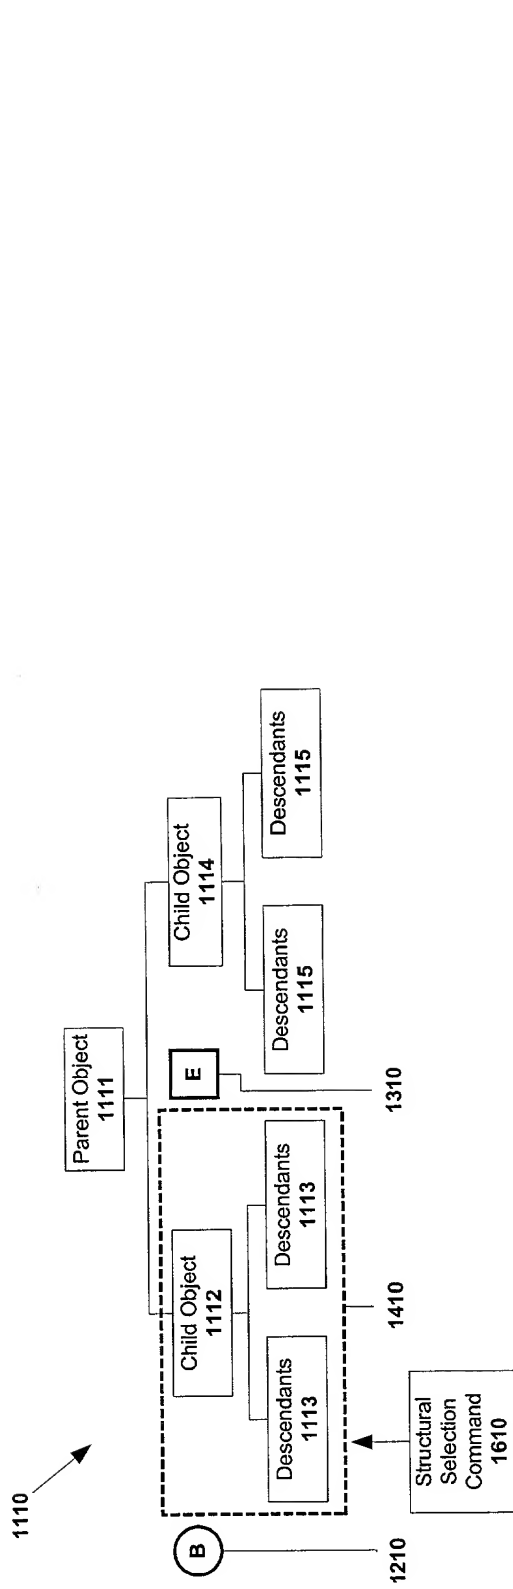 1110
Parent Object
1111
B
Child Object
1112
E
Child Object
1114
Descendants
1113
Descendants
1113
Descendants
1115
Descendants
1115
1210
Structural
Selection
Command
1610
1410
1310